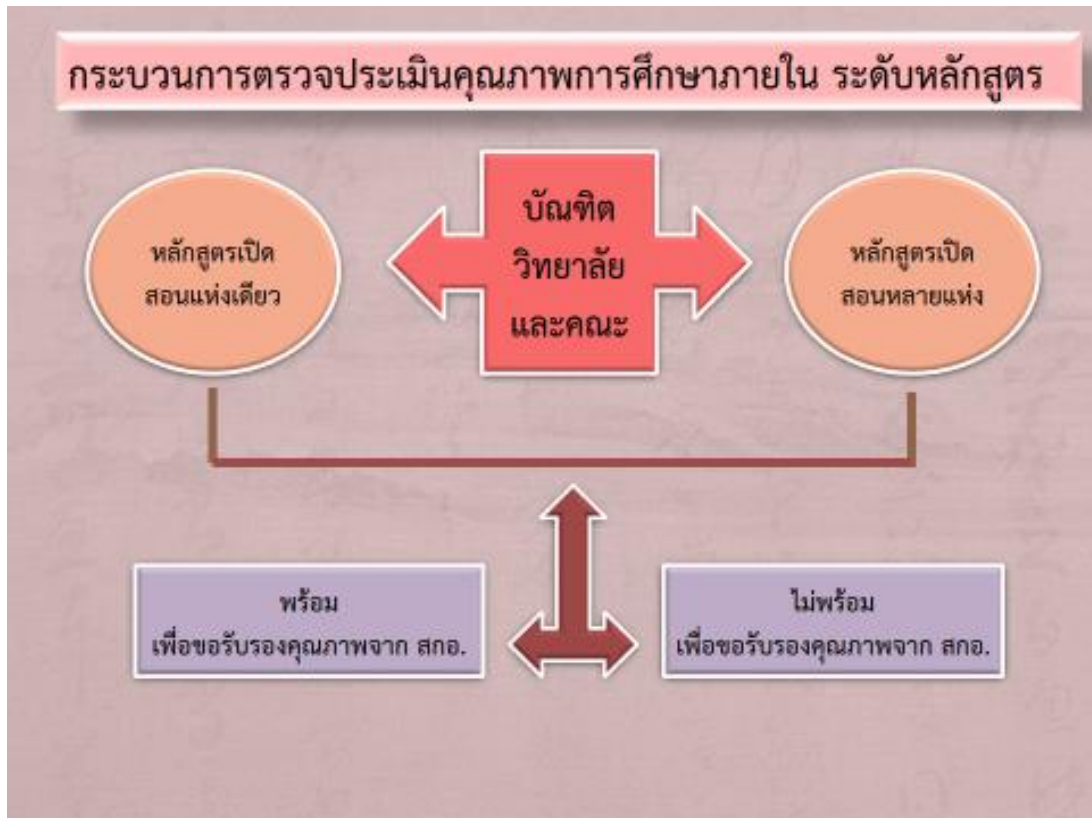 กระบวนการตรวจประเมินคุณภาพการศึกษาภายใน ระดับหลักสูตร
หลักสูตรเปิด
สอนแห่งเดียว
บัณฑิต
วิทยาลัย
และคณะ
หลักสูตรเปิด
สอนหลายแห่ง
พร้อม
เพื่อขอรับรองคุณภาพจาก สกอ.
ไม่พร้อม
เพื่อขอรับรองคุณภาพจาก สกอ.